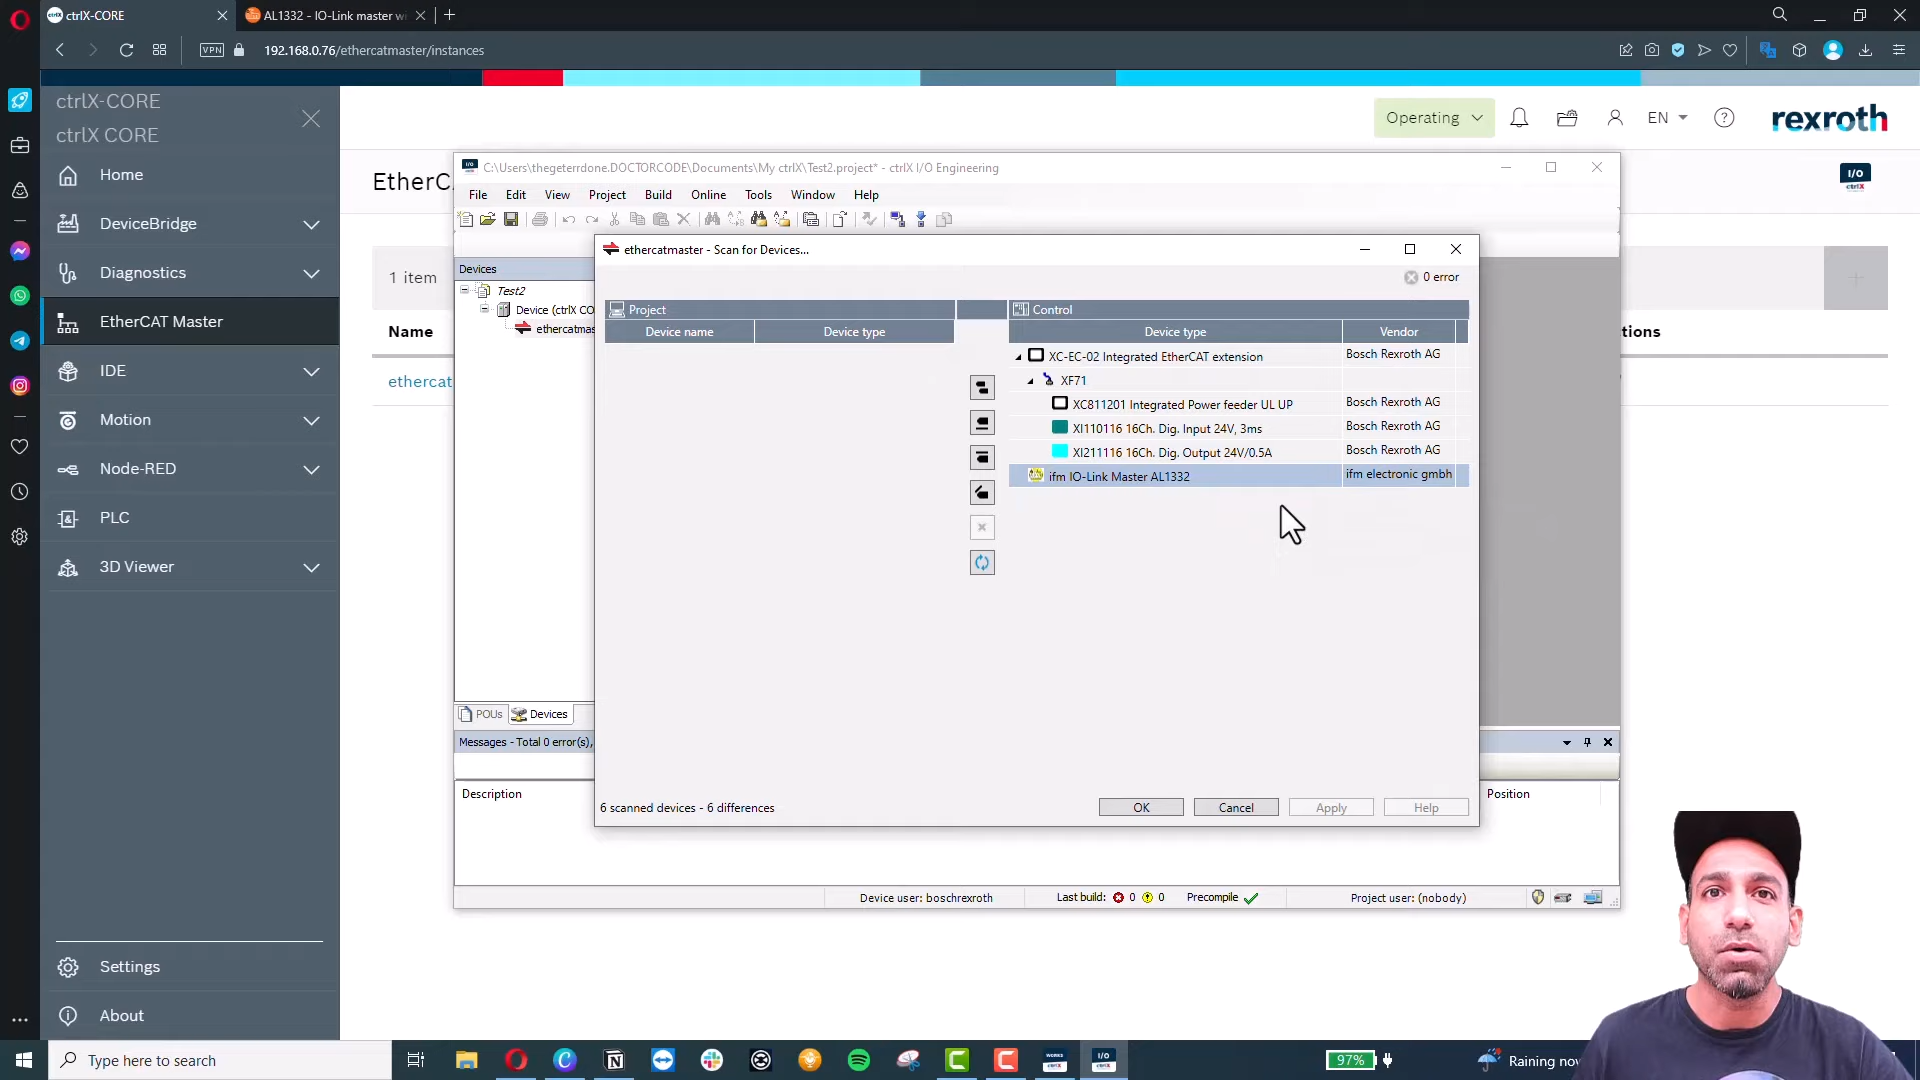 ctrlX-CORE
AL1332 - IO-Link master wi
VPN
192.168.0.76/ethercatmaster/instances
ctrlX-CORE
ctrlX CORE
Home
DeviceBridge
Diagnostics
EtherCAT Master
IDE
Motion
Node-RED
PLC
3D Viewer
Settings
About
Operating
EN
rexroth
EtherC
I/O
ctrlX
1 item
Name
tions
ethercat
C:\Users\thegeterrdone.DOCTORCODE\Documents\My ctrlX\Test2.project* - ctrlX I/O Engineering
File Edit View Project Build Online Tools Window Help
Devices
Test2
Device (ctrlX CO
ethercatmas
POUs Devices
Messages - Total 0 error(s),
Description
Position
Device user: boschrexroth
Last build: 0 0 Precompile
Project user: (nobody)
ethercatmaster - Scan for Devices...
0 error
Project
Device name Device type
Control
Device type Vendor
XC-EC-02 Integrated EtherCAT extension Bosch Rexroth AG
XF71
XC811201 Integrated Power feeder UL UP Bosch Rexroth AG
XI110116 16Ch. Dig. Input 24V, 3ms Bosch Rexroth AG
XI211116 16Ch. Dig. Output 24V/0.5A Bosch Rexroth AG
ifm IO-Link Master AL1332 ifm electronic gmbh
6 scanned devices - 6 differences
OK Cancel Apply Help
Type here to search
WORKS
ctrlX
I/O
ctrlX
97%
Raining now